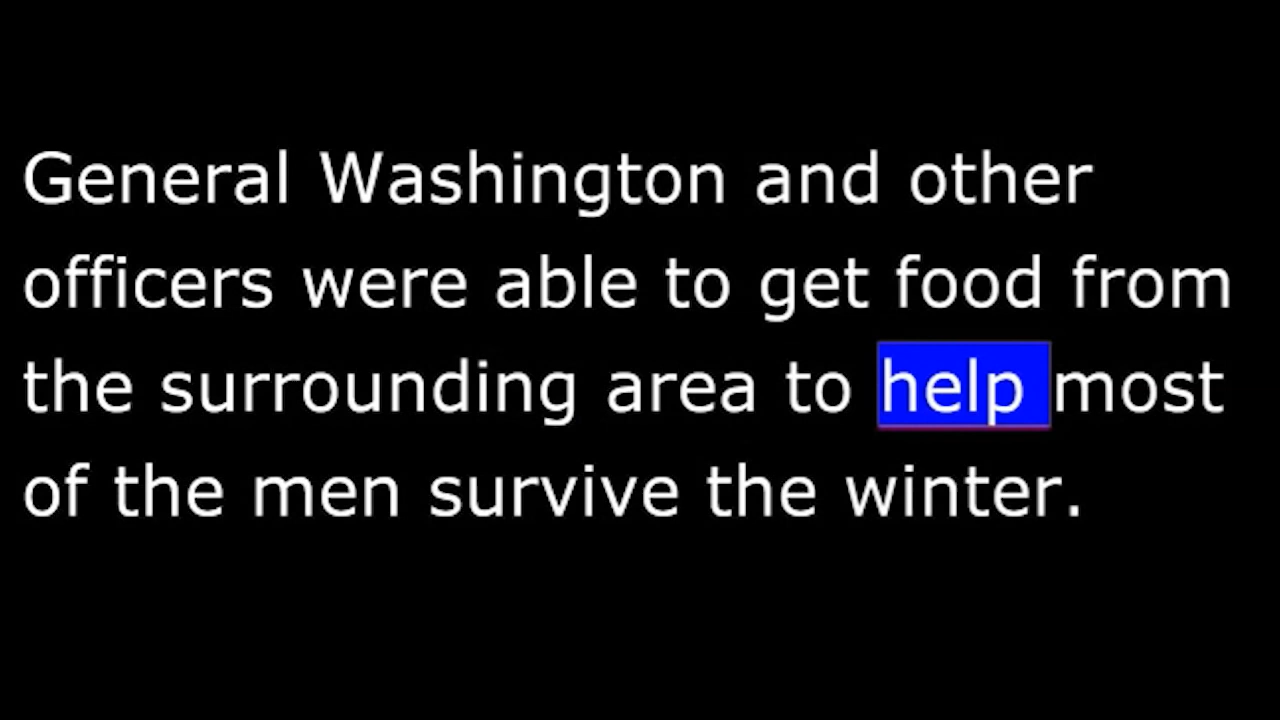 General Washington and other
officers were able to get food from
the surrounding area to help most
of the men survive the winter.